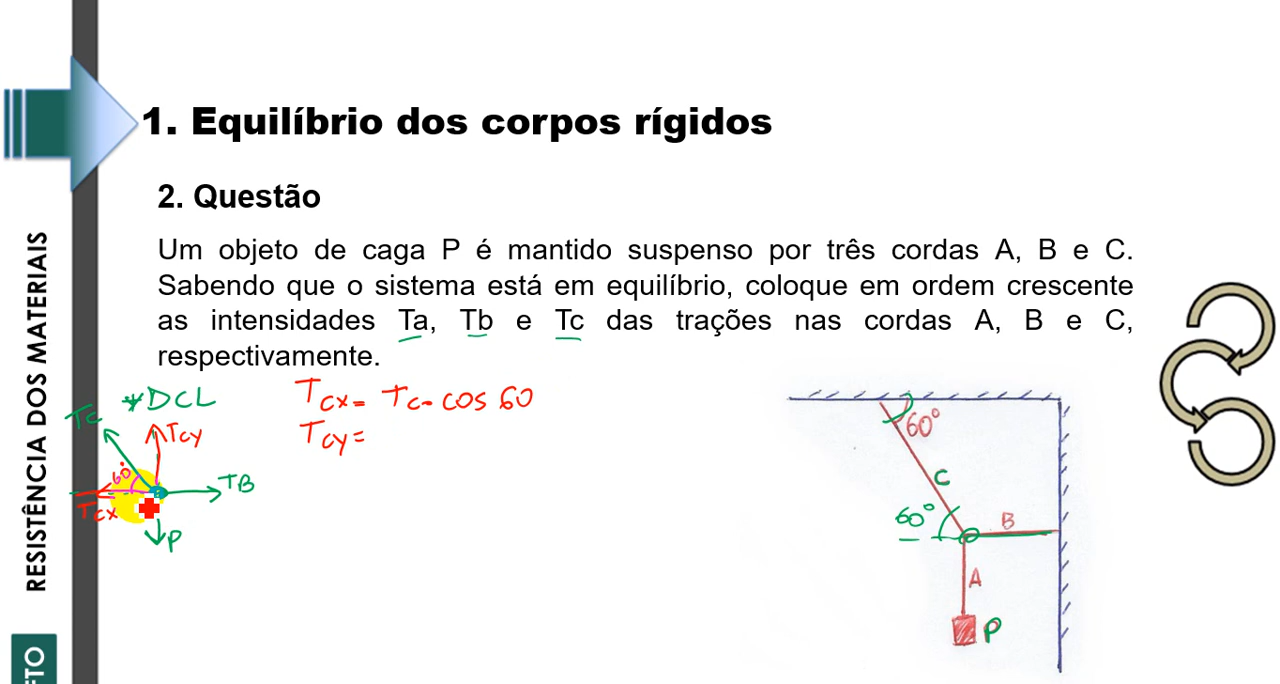 RESISTÊNCIA DOS MATERIAIS
1. Equilíbrio dos corpos rígidos
2. Questão
Um objeto de caga P é mantido suspenso por três cordas A, B e C.
Sabendo que o sistema está em equilíbrio, coloque em ordem crescente
as intensidades Ta, Tb e Tc das trações nas cordas A, B e C,
respectivamente.
DCL
Tc
TCY
60°
TB
TCX
P
TCX = TC • COS 60
TCY =
60°
C
60°
B
A
P